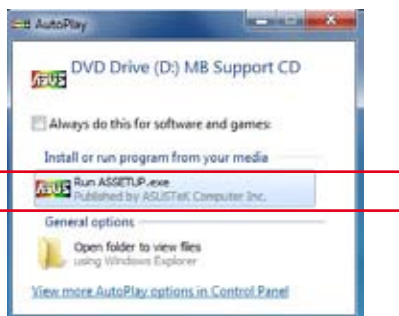 AutoPlay
DVD Drive (D:) MB Support CD
ASUS
Always do this for software and games:
Install or run program from your media
ASUS
Run ASSETUP.exe
Published by ASUSTeK Computer Inc.
General options
Open folder to view files
using Windows Explorer
View more AutoPlay options in Control Panel